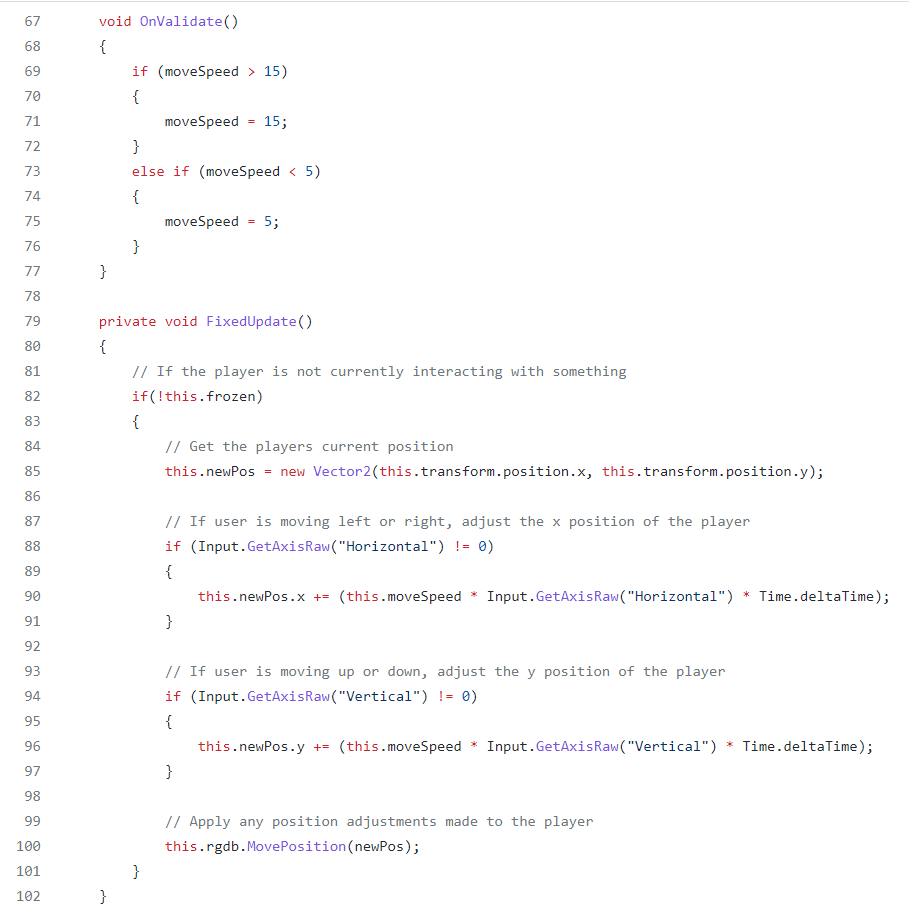 67 void OnValidate()
68 {
69 if (moveSpeed > 15)
70 {
71 moveSpeed = 15;
72 }
73 else if (moveSpeed < 5)
74 {
75 moveSpeed = 5;
76 }
77 }
78
79 private void FixedUpdate()
80 {
81 // If the player is not currently interacting with something
82 if(!this.frozen)
83 {
84 // Get the players current position
85 this.newPos = new Vector2(this.transform.position.x, this.transform.position.y);
86
87 // If user is moving left or right, adjust the x position of the player
88 if (Input.GetAxisRaw("Horizontal") != 0)
89 {
90 this.newPos.x += (this.moveSpeed * Input.GetAxisRaw("Horizontal") * Time.deltaTime);
91 }
92
93 // If user is moving up or down, adjust the y position of the player
94 if (Input.GetAxisRaw("Vertical") != 0)
95 {
96 this.newPos.y += (this.moveSpeed * Input.GetAxisRaw("Vertical") * Time.deltaTime);
97 }
98
99 // Apply any position adjustments made to the player
100 this.rgdb.MovePosition(newPos);
101 }
102 }